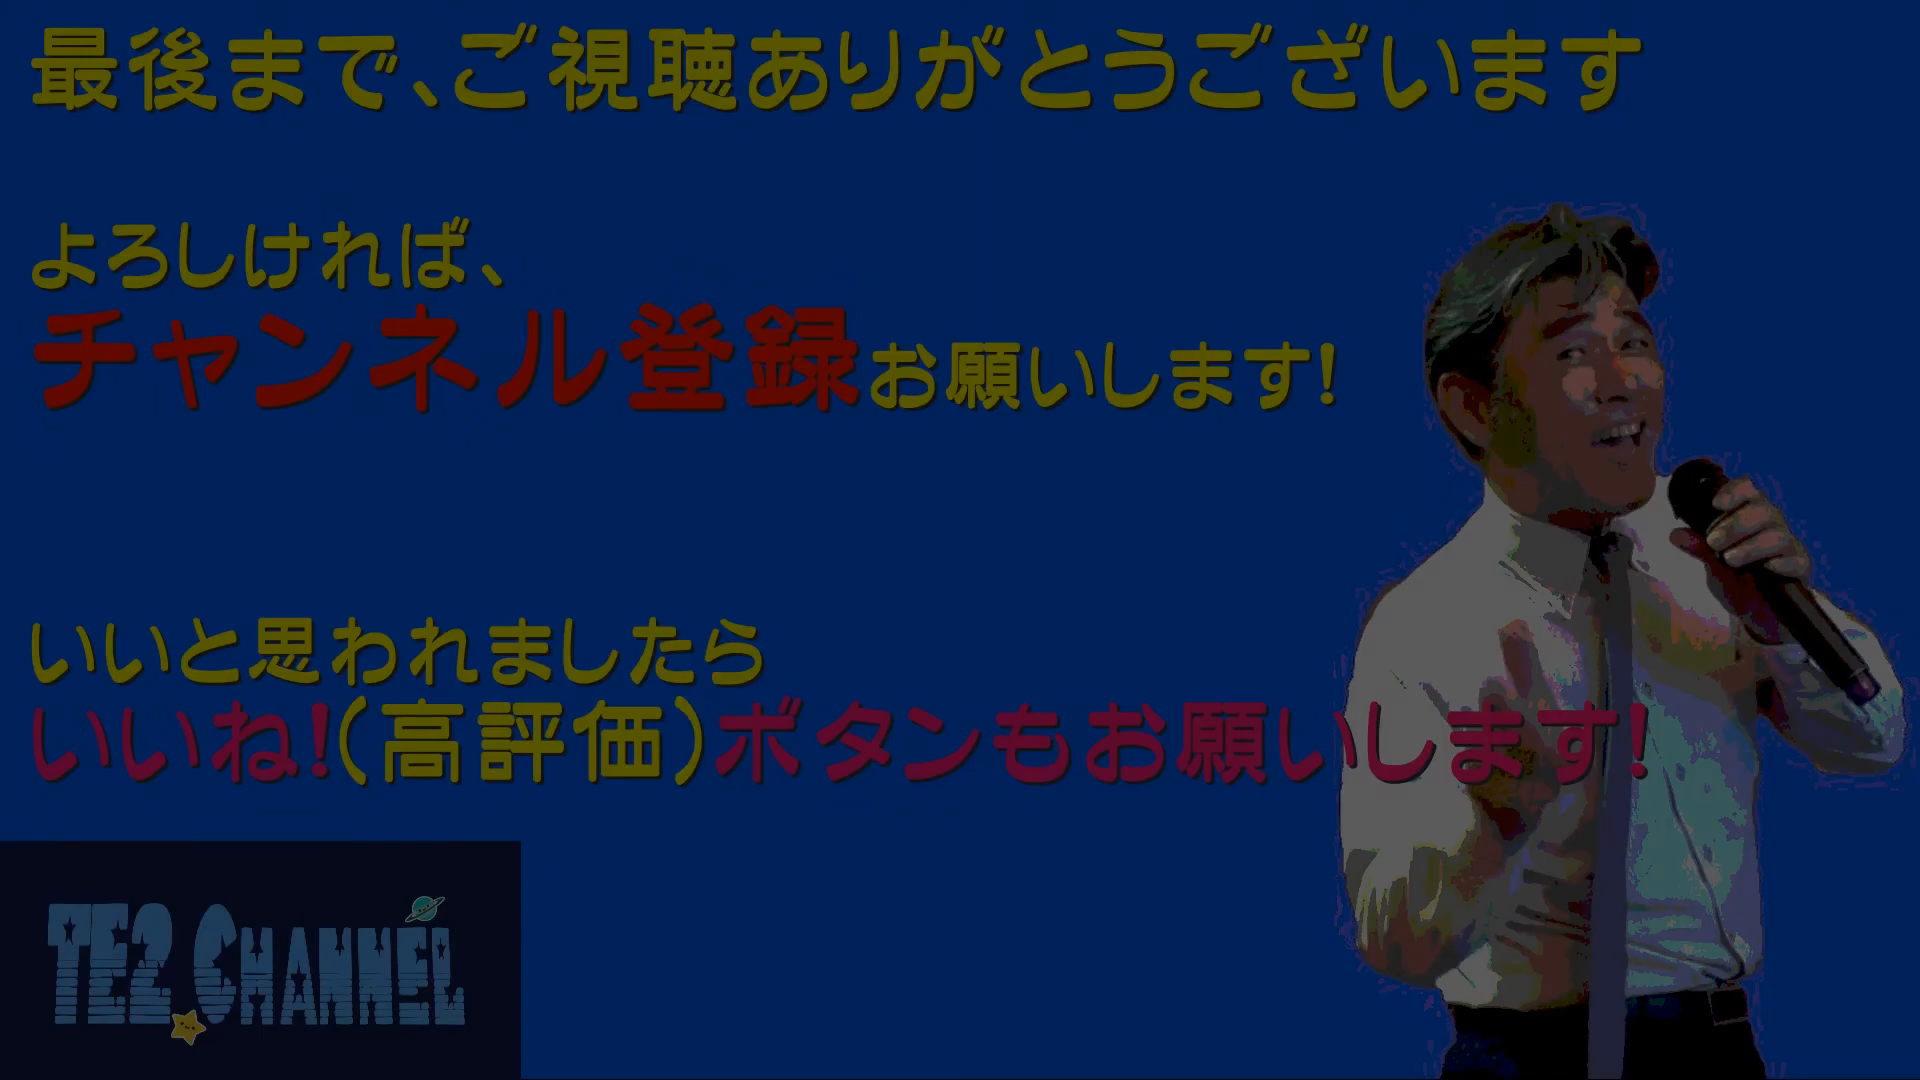 最後まで、ご視聴ありがとうございます
よろしければ、
チャンネル登録お願いします!
いいと思われましたら
いいね!(高評価)ボタンもお願いします!
TE2 CHANNEL